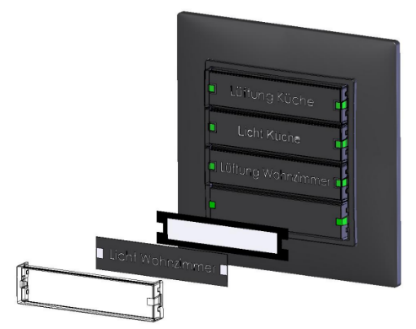 Lüftung Küche
Licht Küche
Lüftung Wohnzimmer
Licht Wohnzimmer